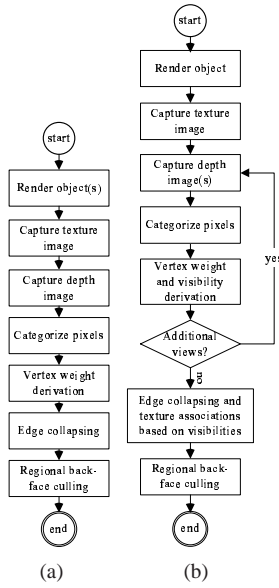 start
Render object(s)
Capture texture
image
Capture depth
image
Categorize pixels
Vertex weight
derivation
Edge collapsing
Regional back-
face culling
end
(a)
start
Render object
Capture texture
image
Capture depth
image(s)
Categorize pixels
Vertex weight
and visibility
derivation
Additional
views?
yes
no
Edge collapsing and
texture associations
based on visibilities
Regional back-
face culling
end
(b)